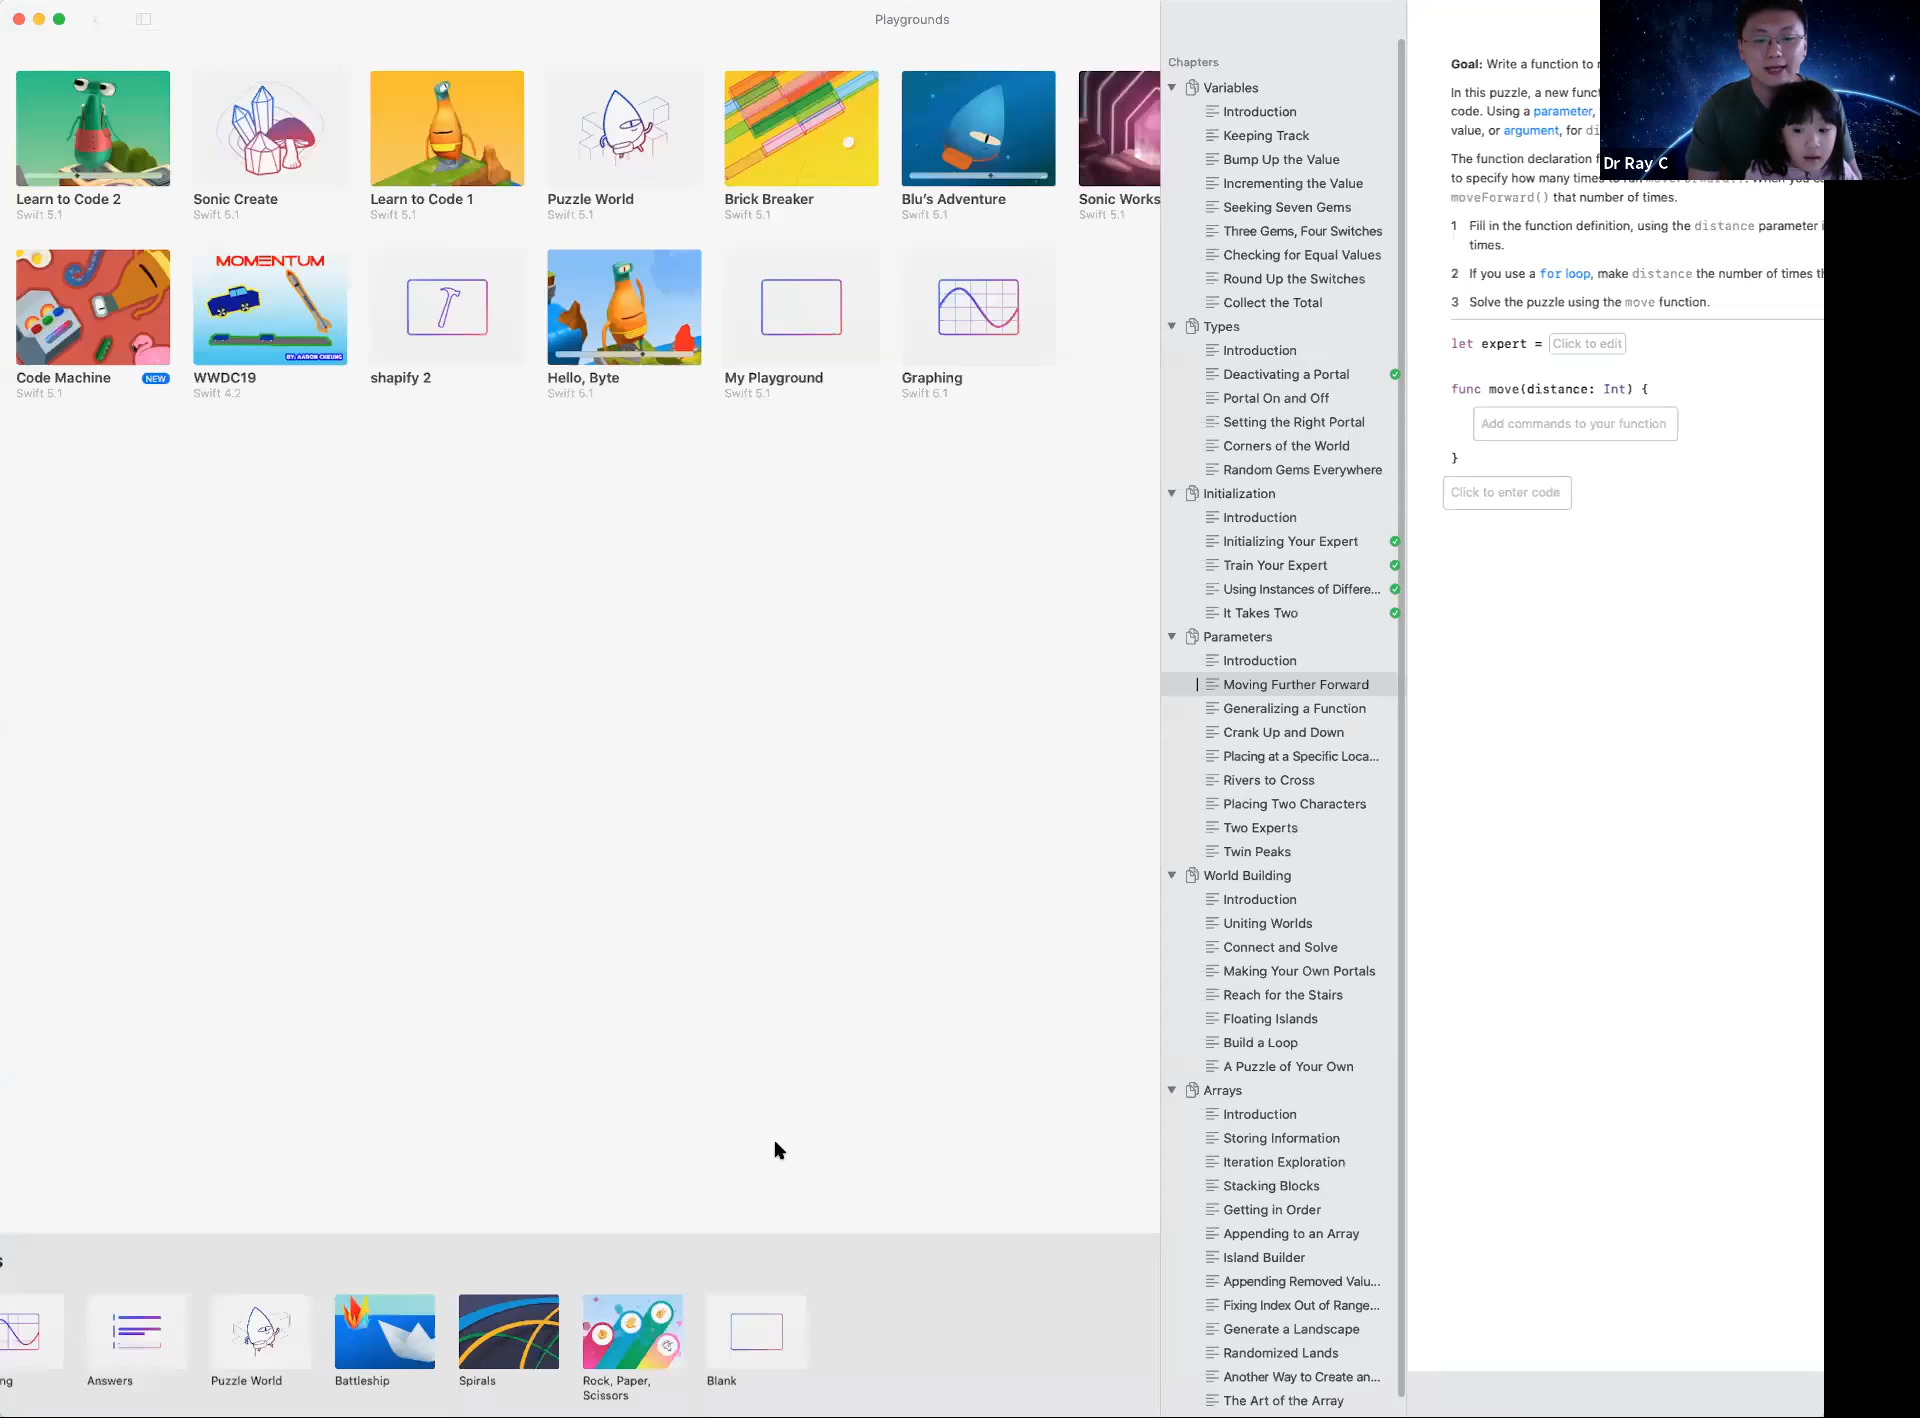 Playgrounds
Learn to Code 2
Swift 5.1
Sonic Create
Swift 5.1
Learn to Code 1
Swift 5.1
Puzzle World
Swift 5.1
Brick Breaker
Swift 5.1
Blu's Adventure
Swift 5.1
Sonic Works
Swift 5.1
MOMENTUM
BY: AARON CHEUNG
Code Machine
NEW
Swift 5.1
WWDC19
Swift 4.2
shapify 2
Hello, Byte
Swift 5.1
My Playground
Swift 5.1
Graphing
Swift 5.1
s
ng
Answers
Puzzle World
Battleship
Spirals
Rock, Paper,
Scissors
Blank
Chapters
Variables
Introduction
Keeping Track
Bump Up the Value
Incrementing the Value
Seeking Seven Gems
Three Gems, Four Switches
Checking for Equal Values
Round Up the Switches
Collect the Total
Types
Introduction
Deactivating a Portal
Portal On and Off
Setting the Right Portal
Corners of the World
Random Gems Everywhere
Initialization
Introduction
Initializing Your Expert
Train Your Expert
Using Instances of Differe...
It Takes Two
Parameters
Introduction
Moving Further Forward
Generalizing a Function
Crank Up and Down
Placing at a Specific Loca...
Rivers to Cross
Placing Two Characters
Two Experts
Twin Peaks
World Building
Introduction
Uniting Worlds
Connect and Solve
Making Your Own Portals
Reach for the Stairs
Floating Islands
Build a Loop
A Puzzle of Your Own
Arrays
Introduction
Storing Information
Iteration Exploration
Stacking Blocks
Getting in Order
Appending to an Array
Island Builder
Appending Removed Valu...
Fixing Index Out of Range...
Generate a Landscape
Randomized Lands
Another Way to Create an...
The Art of the Array
Goal: Write a function to
In this puzzle, a new func
code. Using a parameter,
value, or argument, for di
The function declaration
to specify how many times to run moveForward(). When you
moveForward() that number of times.
1 Fill in the function definition, using the distance parameter
times.
2 If you use a for loop, make distance the number of times
3 Solve the puzzle using the move function.
let expert = Click to edit
func move(distance: Int) {
Add commands to your function
}
Click to enter code
Dr Ray C